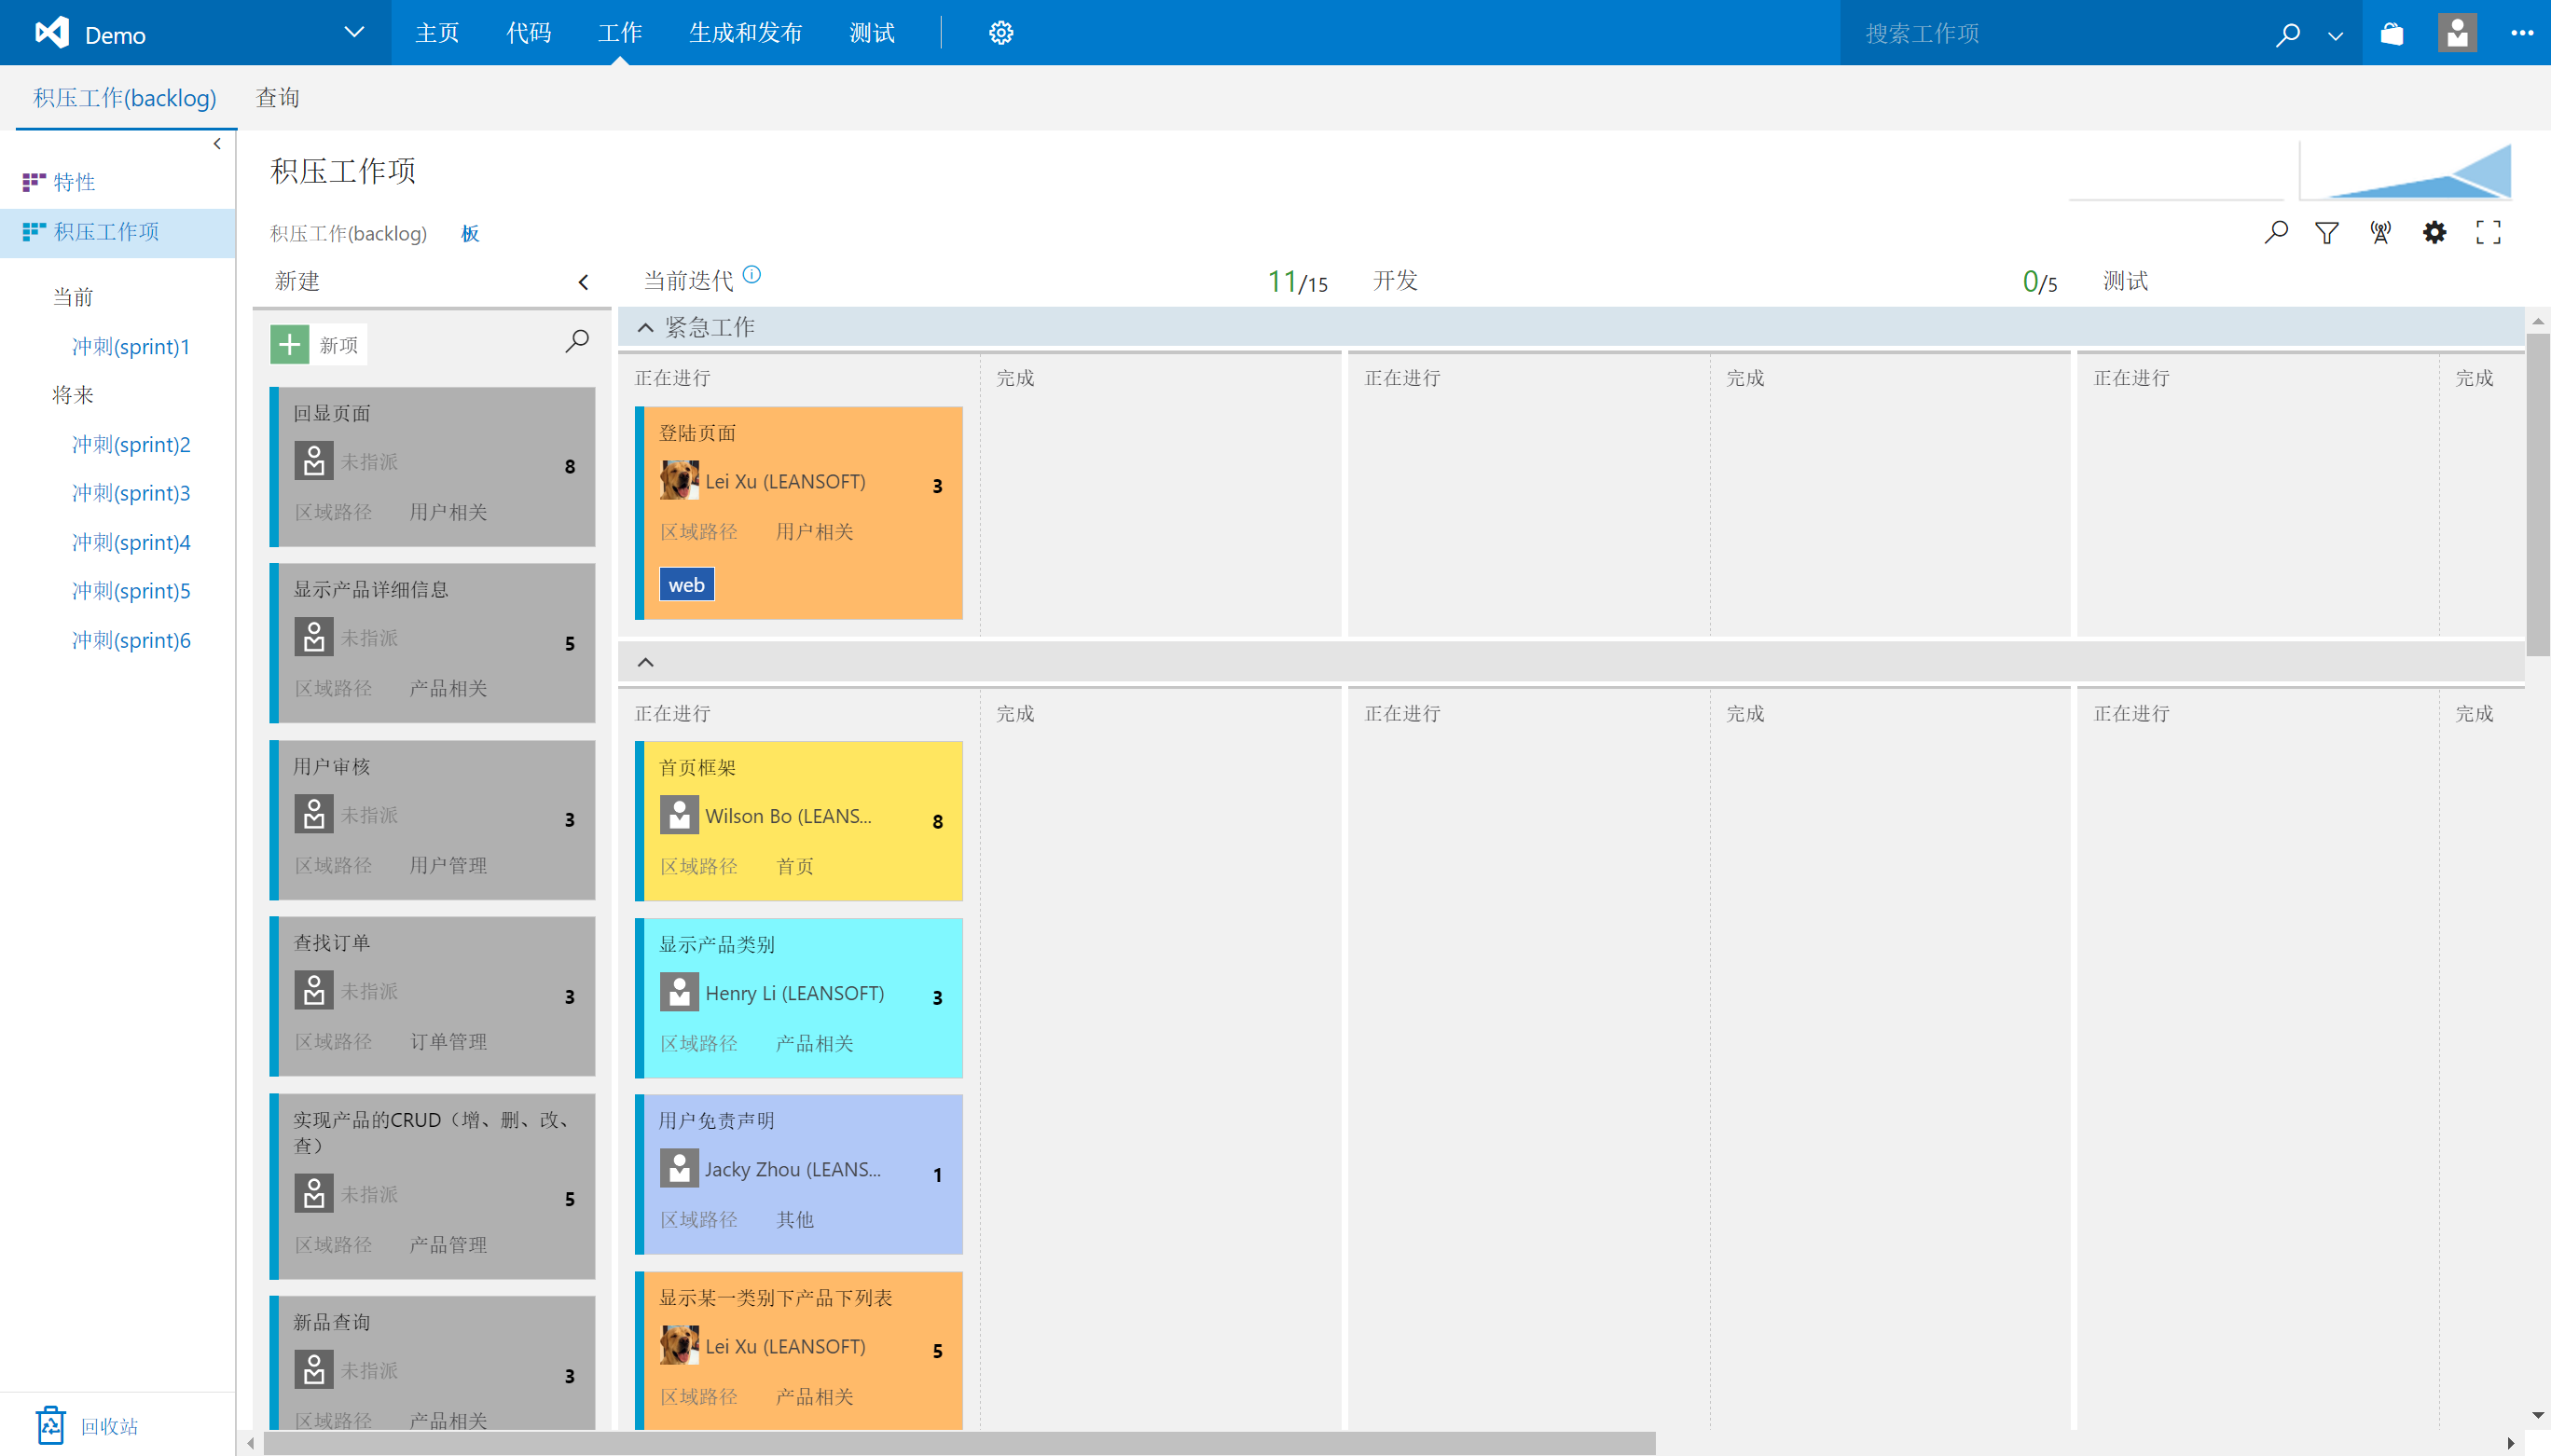 Demo
主页 代码 工作 生成和发布 测试
搜索工作项
积压工作(backlog) 查询
特性
积压工作项
当前
冲刺(sprint)1
将来
冲刺(sprint)2
冲刺(sprint)3
冲刺(sprint)4
冲刺(sprint)5
冲刺(sprint)6
回收站
积压工作项
积压工作(backlog) 板
新建
当前迭代 11/15
开发 0/5
测试
新项
回显页面
未指派 8
区域路径 用户相关
显示产品详细信息
未指派 5
区域路径 产品相关
用户审核
未指派 3
区域路径 用户管理
查找订单
未指派 3
区域路径 订单管理
实现产品的CRUD（增、删、改、
查）
未指派 5
区域路径 产品管理
新品查询
未指派 3
区域路径 产品相关
紧急工作
正在进行 完成 正在进行 完成 正在进行 完成
登陆页面
Lei Xu (LEANSOFT) 3
区域路径 用户相关
web
正在进行 完成 正在进行 完成 正在进行 完成
首页框架
Wilson Bo (LEANS... 8
区域路径 首页
显示产品类别
Henry Li (LEANSOFT) 3
区域路径 产品相关
用户免责声明
Jacky Zhou (LEANS... 1
区域路径 其他
显示某一类别下产品下列表
Lei Xu (LEANSOFT) 5
区域路径 产品相关